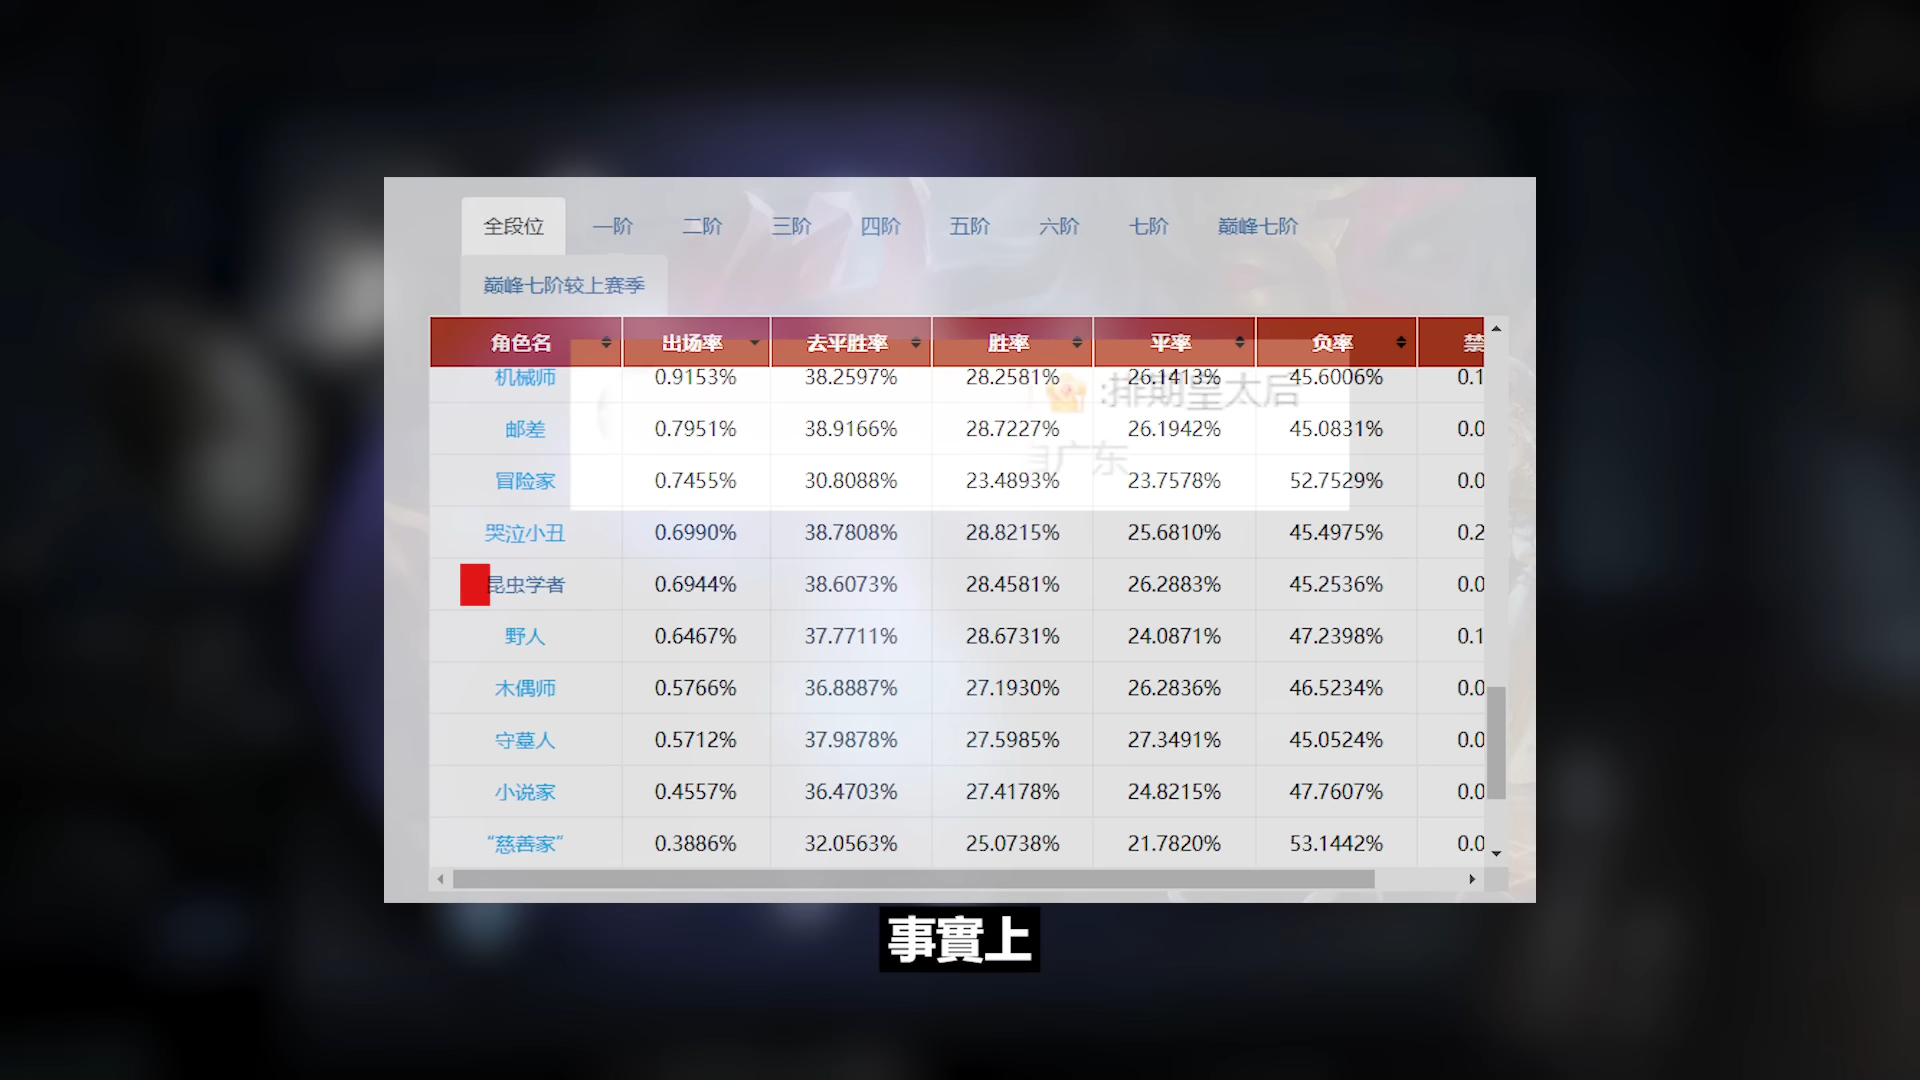 全段位 一阶 二阶 三阶 四阶 五阶 六阶 七阶 巅峰七阶
巅峰七阶较上赛季
角色名 出场率 去平胜率 胜率 平率 负率 禁
机械师 0.9153% 38.2597% 28.2581% 26.1413% 45.6006% 0.1
:排期皇太后
邮差 0.7951% 38.9166% 28.7227% 26.1942% 45.0831% 0.0
广东
冒险家 0.7455% 30.8088% 23.4893% 23.7578% 52.7529% 0.0
哭泣小丑 0.6990% 38.7808% 28.8215% 25.6810% 45.4975% 0.2
昆虫学者 0.6944% 38.6073% 28.4581% 26.2883% 45.2536% 0.0
野人 0.6467% 37.7711% 28.6731% 24.0871% 47.2398% 0.1
木偶师 0.5766% 36.8887% 27.1930% 26.2836% 46.5234% 0.0
守墓人 0.5712% 37.9878% 27.5985% 27.3491% 45.0524% 0.0
小说家 0.4557% 36.4703% 27.4178% 24.8215% 47.7607% 0.0
“慈善家” 0.3886% 32.0563% 25.0738% 21.7820% 53.1442% 0.0
事實上